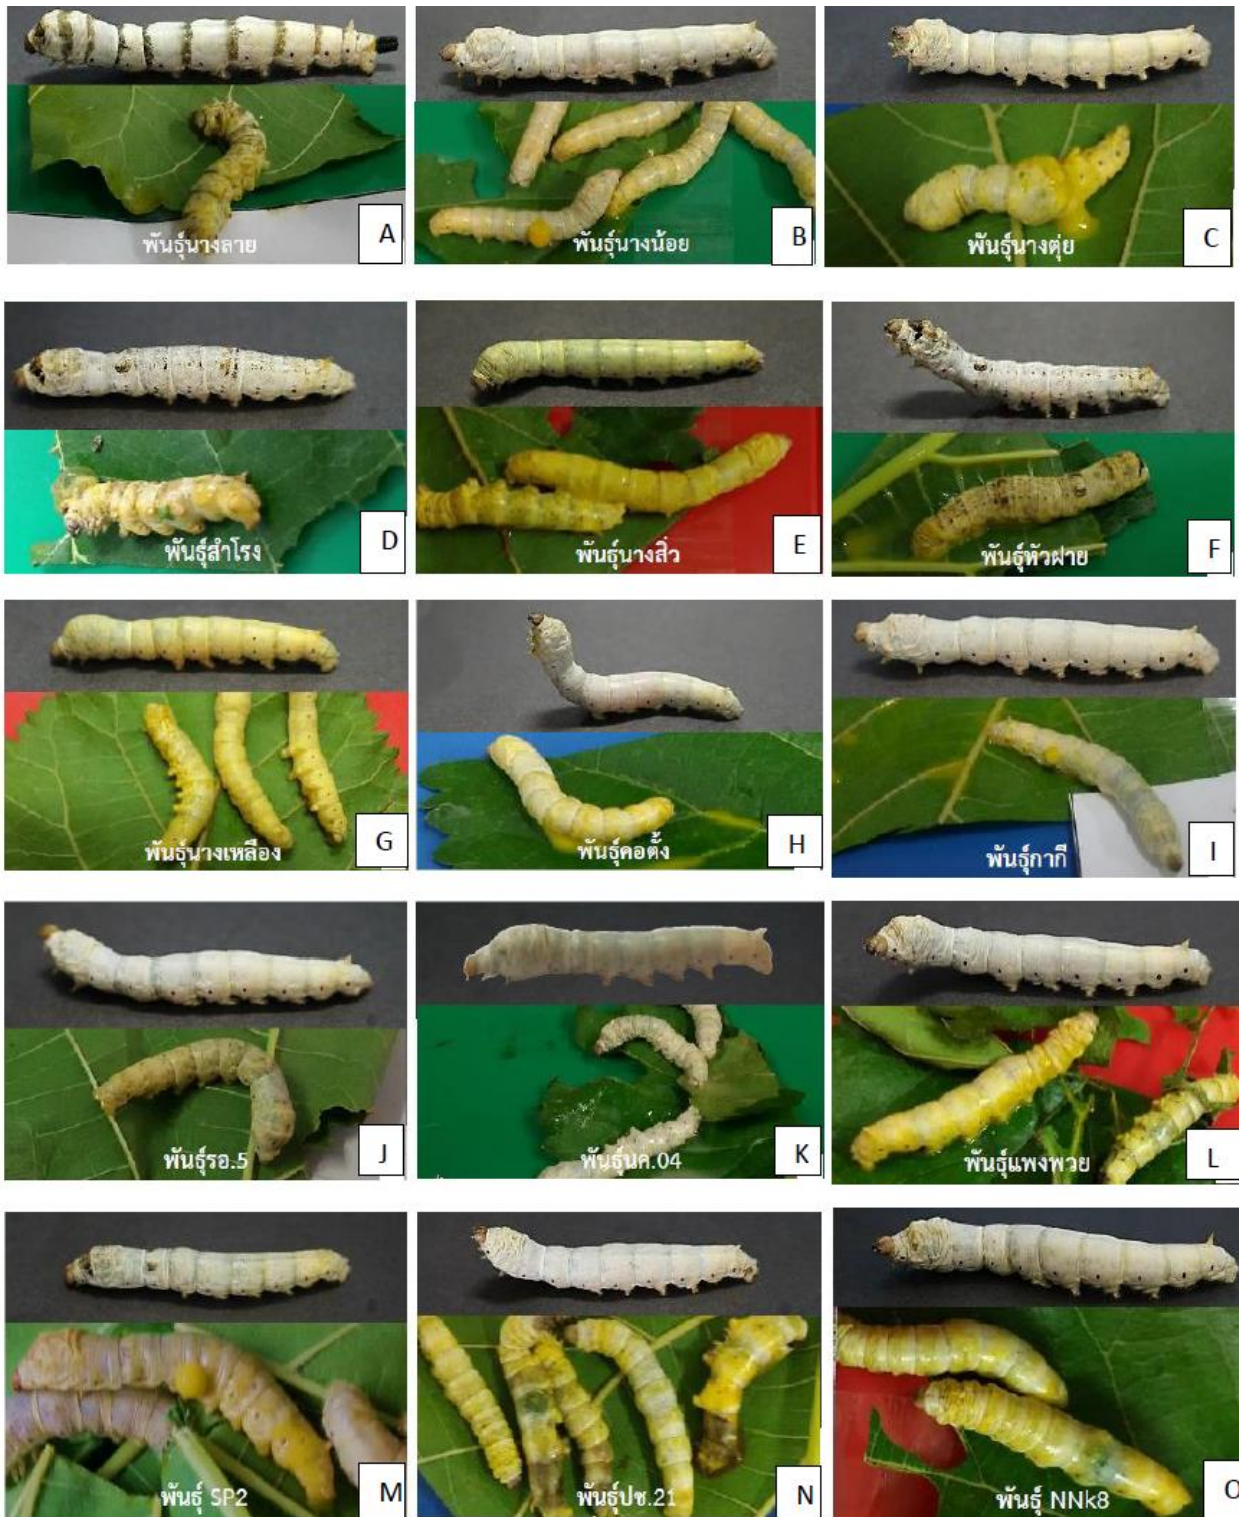 พันธุ์นางลาย
A
พันธุ์นางน้อย
B
พันธุ์นางตุ่ย
C
พันธุ์สำโรง
D
พันธุ์นางสิ่ว
E
พันธุ์หัวฝาย
F
พันธุ์นางเหลือง
G
พันธุ์คอตั้ง
H
พันธุ์กากี
I
พันธุ์รอ.5
J
พันธุ์นค.04
K
พันธุ์แพงพวย
L
พันธุ์ SP2
M
พันธุ์ปช.21
N
พันธุ์ NNk8
O